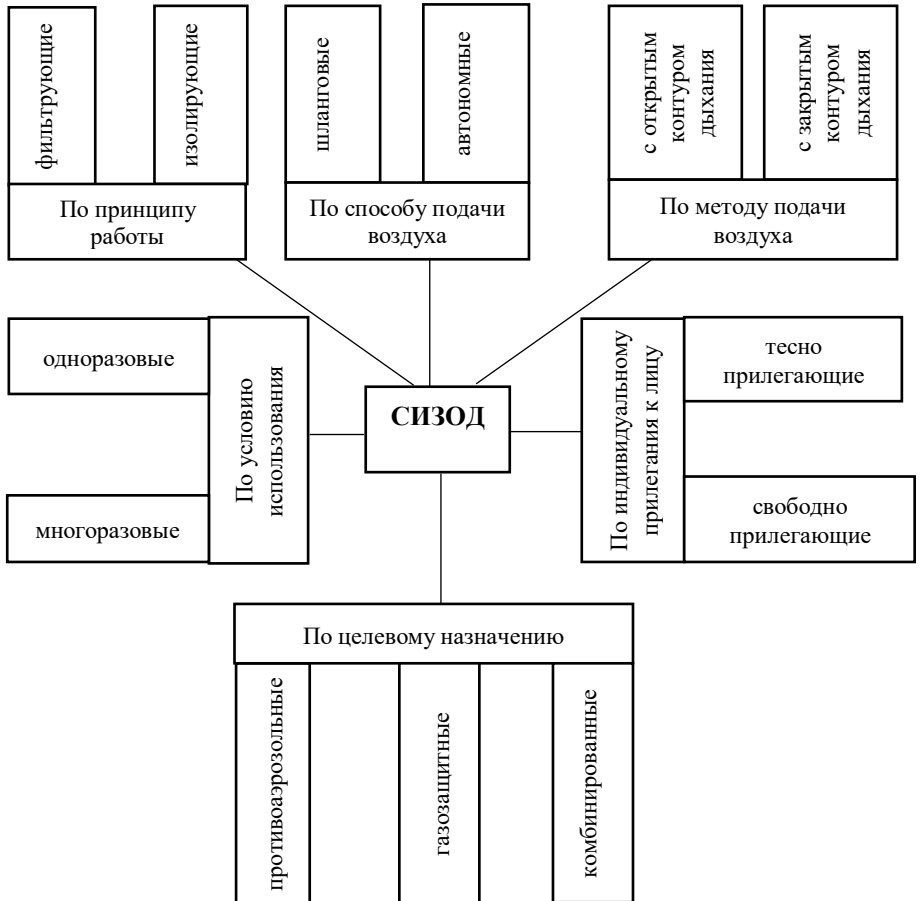 фильтрующие
изолирующие
По принципу
работы
шланговые
автономные
По способу подачи
воздуха
с открытым
контуром
дыхания
с закрытым
контуром
дыхания
По методу подачи
воздуха
одноразовые
многоразовые
По условию
использования
СИЗОД
По индивидуальному
прилегания к лицу
тесно
прилегающие
свободно
прилегающие
По целевому назначению
противоаэрозольные
газозащитные
комбинированные